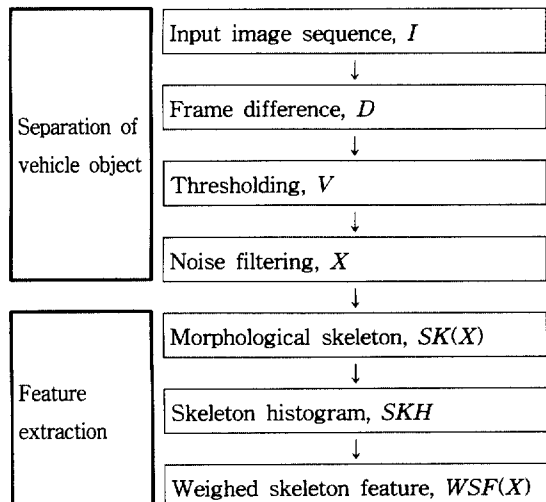 Input image sequence, I
↓
Frame difference, D
↓
Separation of
vehicle object
Thresholding, V
↓
Noise filtering, X
↓
Morphological skeleton, SK(X)
↓
Feature
extraction
Skeleton histogram, SKH
↓
Weighed skeleton feature, WSF(X)